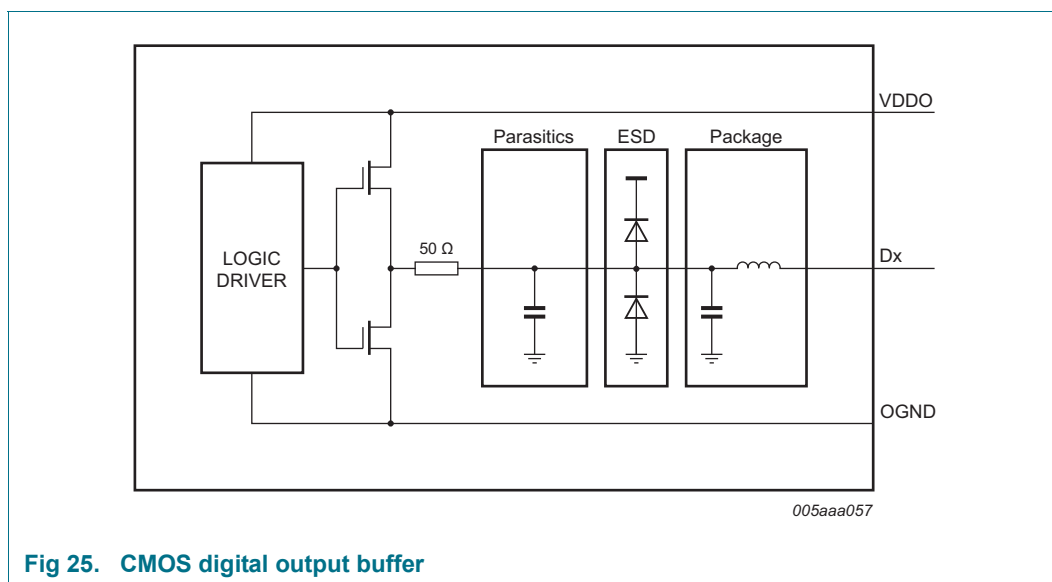 VDDO
Parasitics ESD Package
LOGIC
DRIVER
50 Ω
Dx
OGND
005aaa057
Fig 25. CMOS digital output buffer